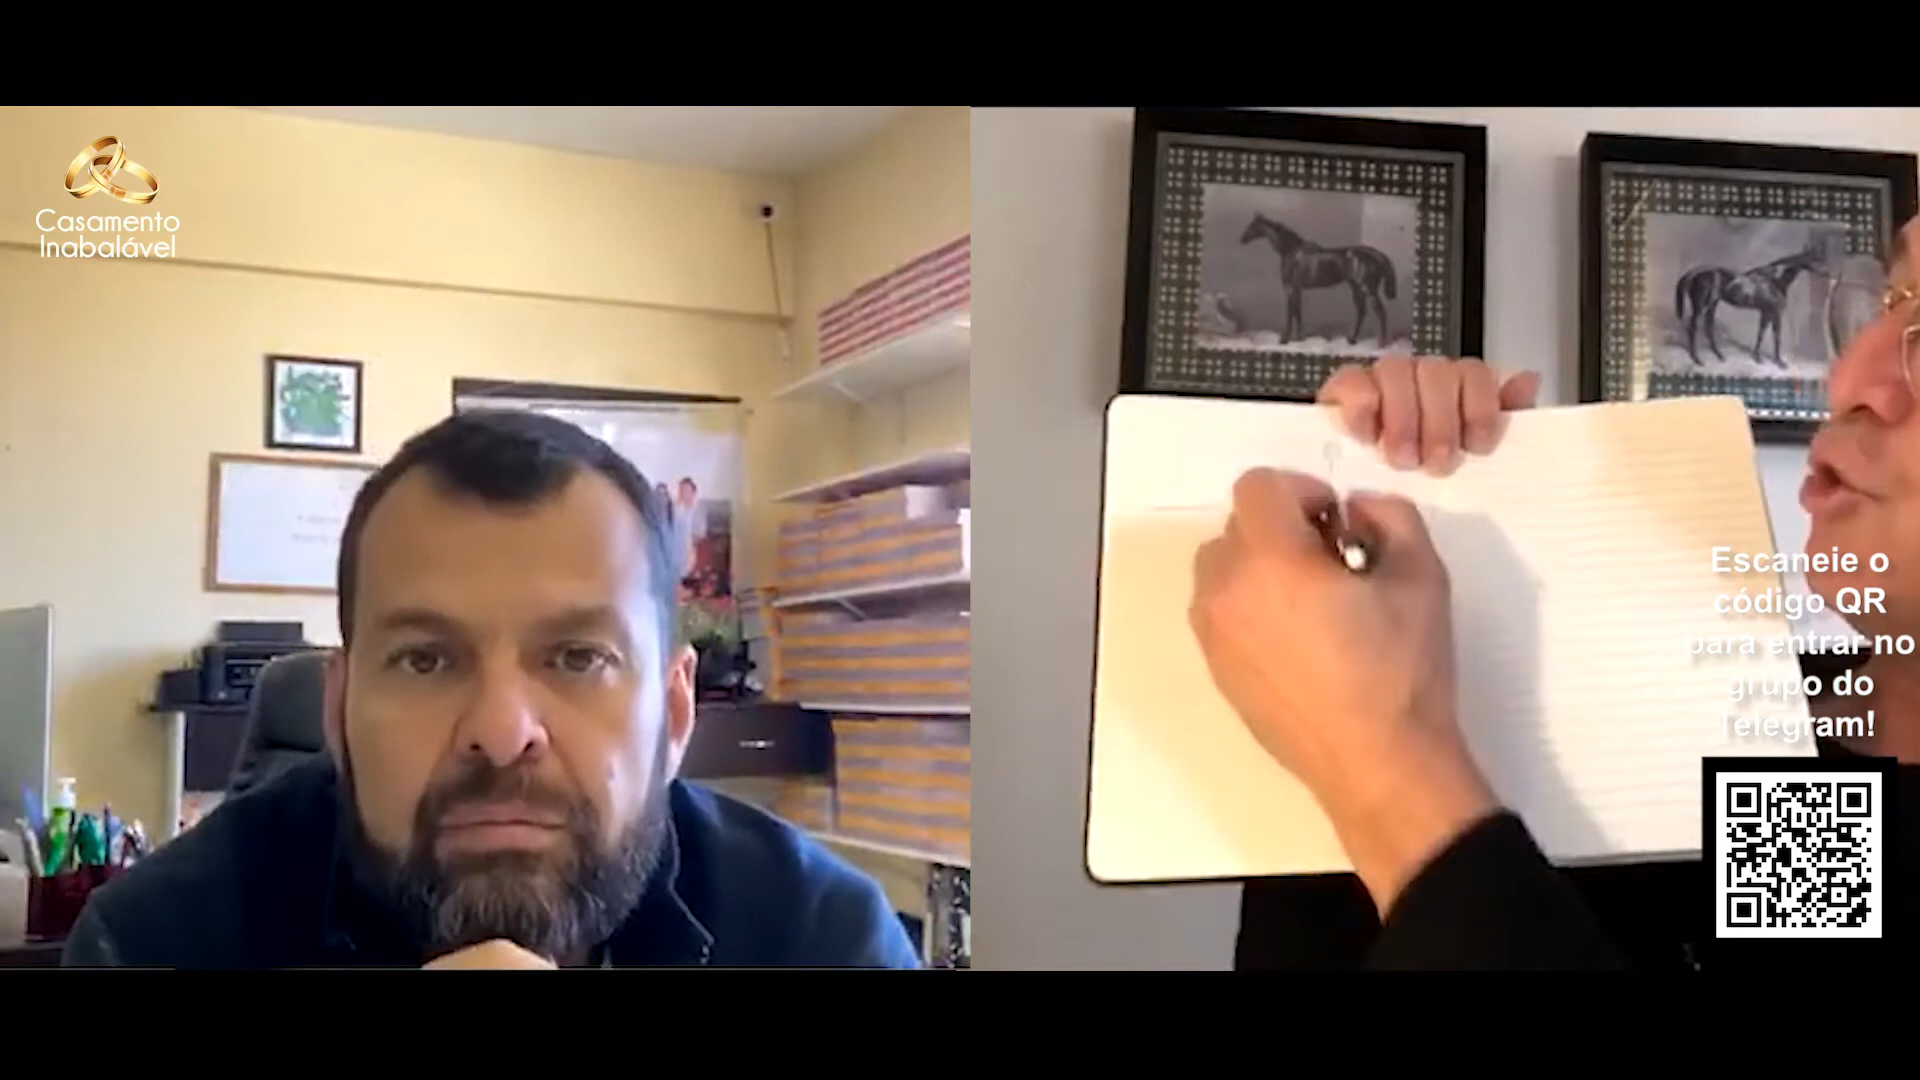 Casamento
Inabalável
Escaneie o
código QR
para entrar no
grupo do
Telegram!